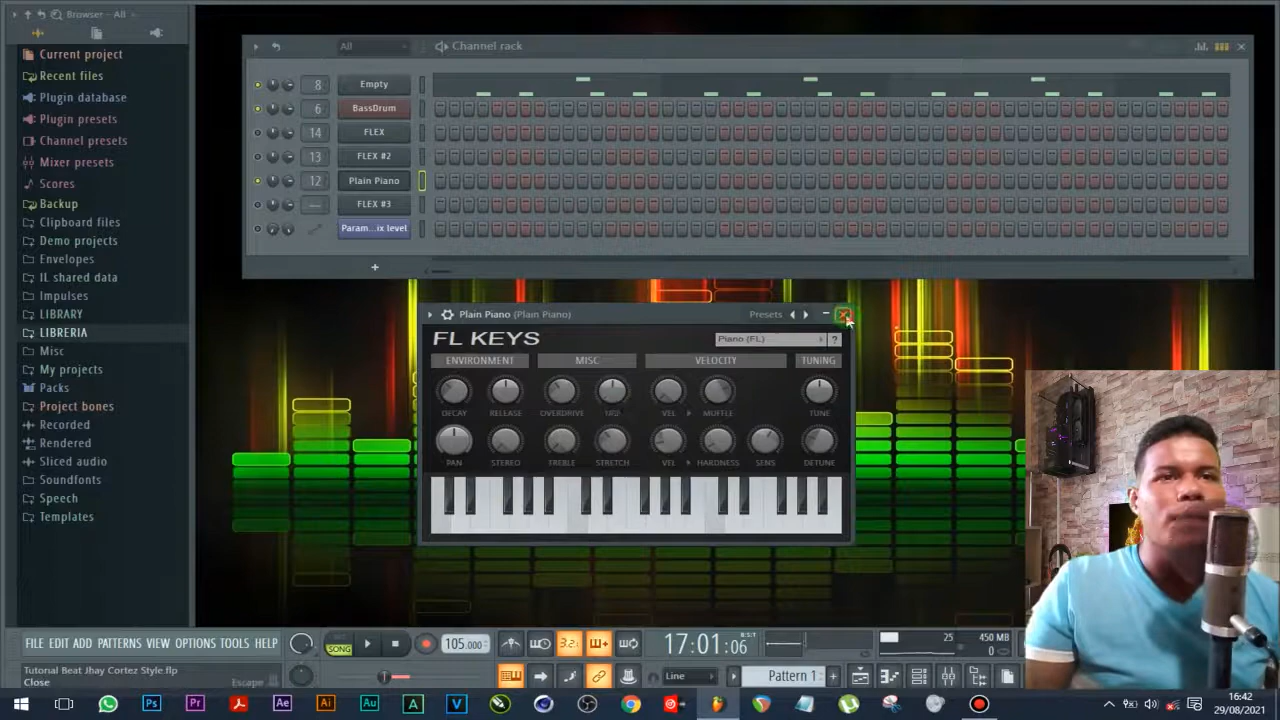 Browser - All
Current project
Recent files
Plugin database
Plugin presets
Channel presets
Mixer presets
Scores
Backup
Clipboard files
Demo projects
Envelopes
IL shared data
Impulses
LIBRARY
LIBRERIA
Misc
My projects
Packs
Project bones
Recorded
Rendered
Sliced audio
Soundfonts
Speech
Templates
All
Channel rack
8 Empty
6 BassDrum
14 FLEX
13 FLEX #2
12 Plain Piano
FLEX #3
Param...ix level
+
Plain Piano (Plain Piano) Presets
FL KEYS
Piano (FL) ?
ENVIRONMENT MISC VELOCITY TUNING
DECAY RELEASE OVERDRIVE VEL MUFFLE TUNE
PAN STEREO TREBLE STRETCH VEL HARDNESS SENS DETUNE
FILE EDIT ADD PATTERNS VIEW OPTIONS TOOLS HELP
SONG
105.000
17:01:06
B:S:T
25
450 MB
0
Tutonal Beat Jhay Cortez Style flp
Close
Escape
Line
Pattern 1
+
Ps
Pr
Ae
Ai
Au
A
V
16:42
29/08/2021